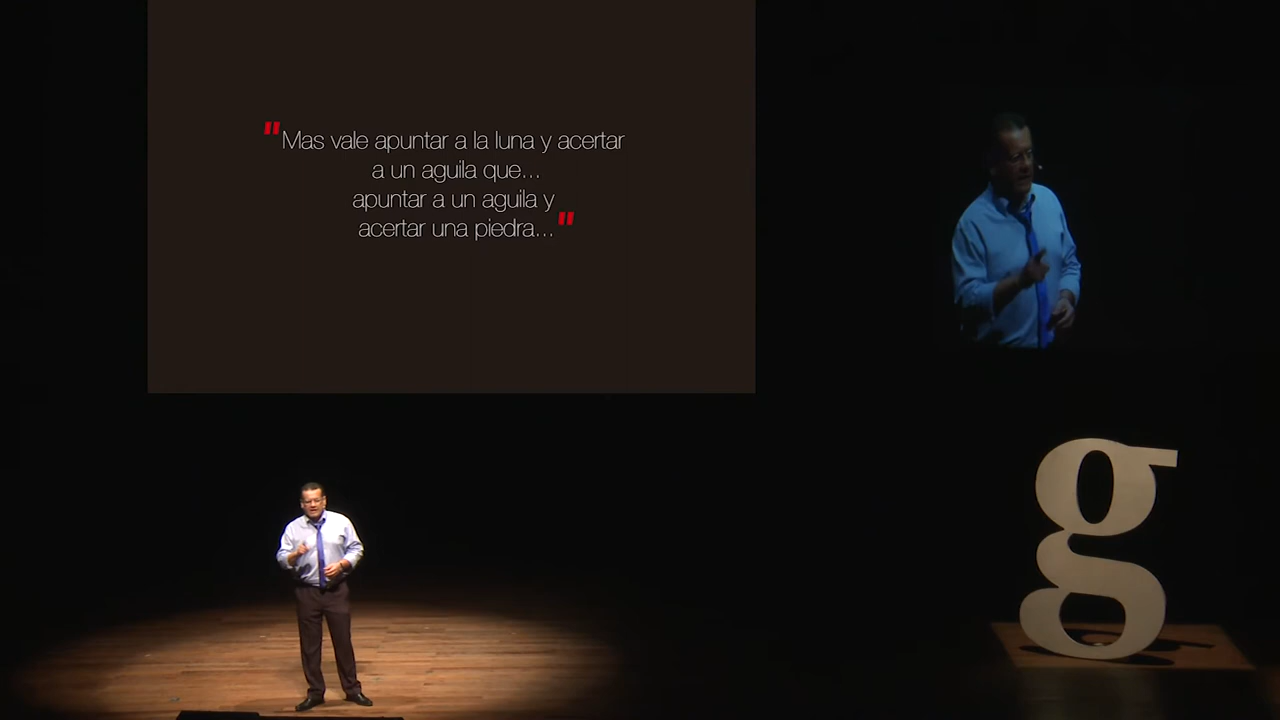 "Mas vale apuntar a la luna y acertar
a un aguila que...
apuntar a un aguila y
acertar una piedra..."
g